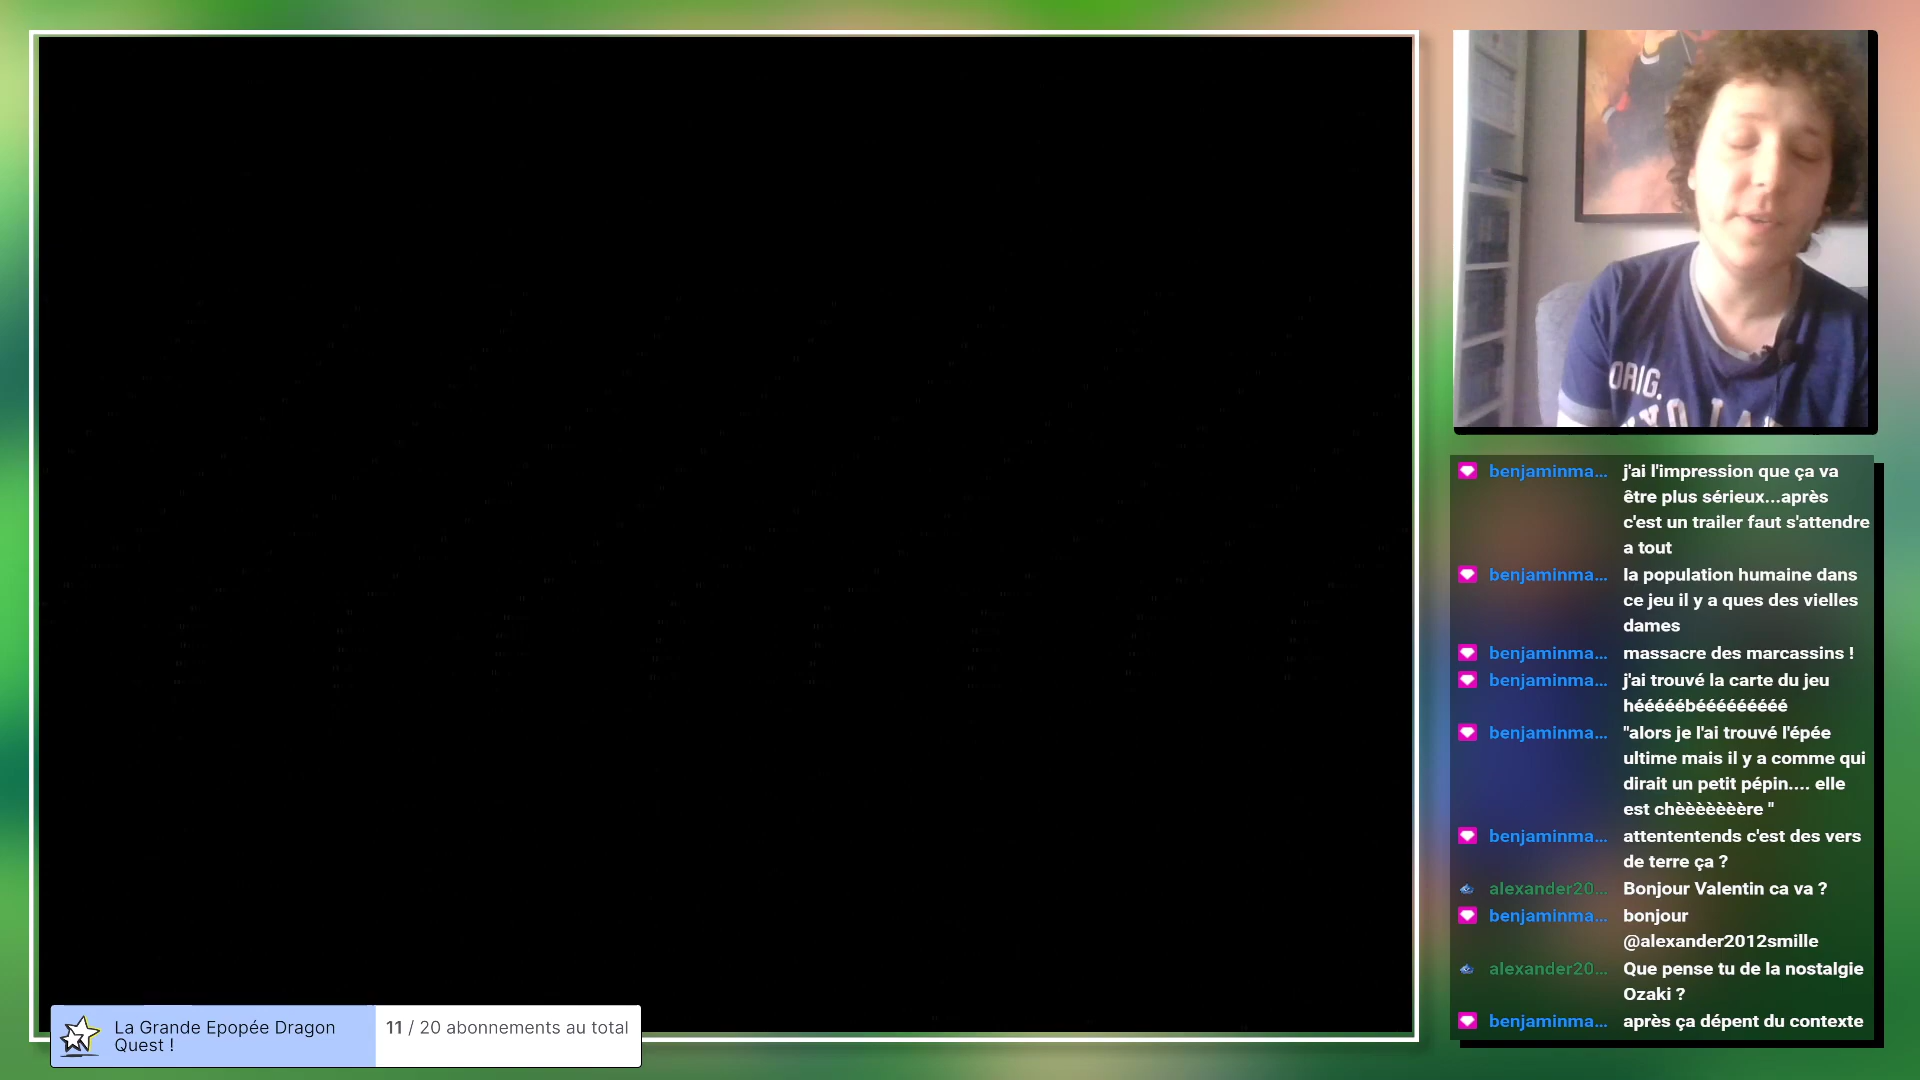 ORIG.
benjaminma... j'ai l'impression que ça va
être plus sérieux...après
c'est un trailer faut s'attendre
a tout
benjaminma... la population humaine dans
ce jeu il y a ques des vielles
dames
benjaminma... massacre des marcassins !
benjaminma... j'ai trouvé la carte du jeu
hééééébééééééééé
benjaminma... "alors je l'ai trouvé l'épée
ultime mais il y a comme qui
dirait un petit pépin.... elle
est chèèèèèèère "
benjaminma... attententends c'est des vers
de terre ça ?
alexander20... Bonjour Valentin ca va ?
benjaminma... bonjour
@alexander2012smille
alexander20... Que pense tu de la nostalgie
Ozaki ?
benjaminma... après ça dépent du contexte
La Grande Epopée Dragon
Quest !
11 / 20 abonnements au total